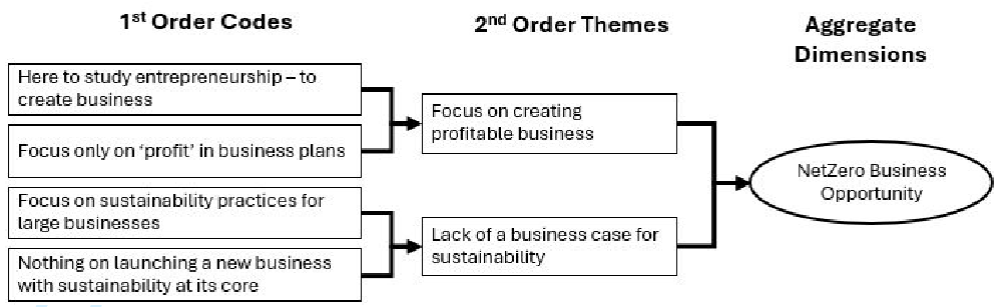 1st Order Codes
2nd Order Themes
Aggregate
Dimensions
Here to study entrepreneurship – to
create business
Focus only on ‘profit’ in business plans
Focus on sustainability practices for
large businesses
Nothing on launching a new business
with sustainability at its core
Focus on creating
profitable business
Lack of a business case for
sustainability
NetZero Business
Opportunity